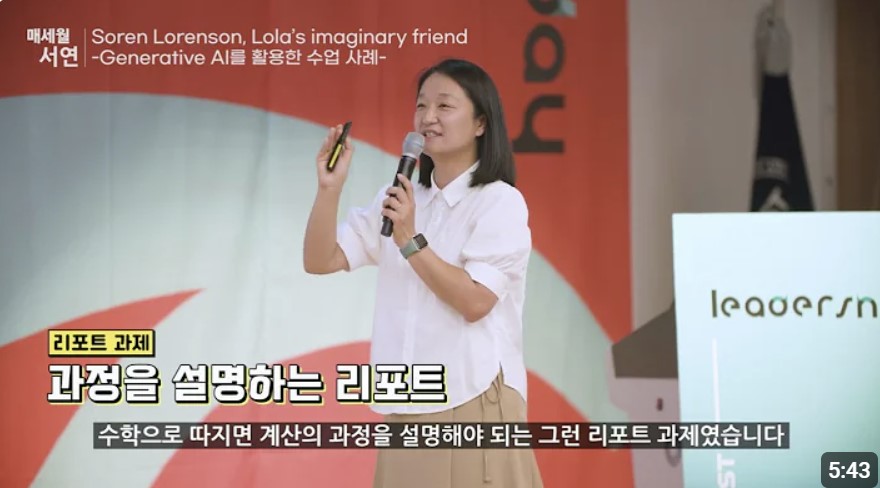 매세월
서연
Soren Lorenson, Lola's imaginary friend
-Generative AI를 활용한 수업 사례-
day
leadersh
리포트 과제
과정을 설명하는 리포트
수학으로 따지면 계산의 과정을 설명해야 되는 그런 리포트 과제였습니다
ST
5:43